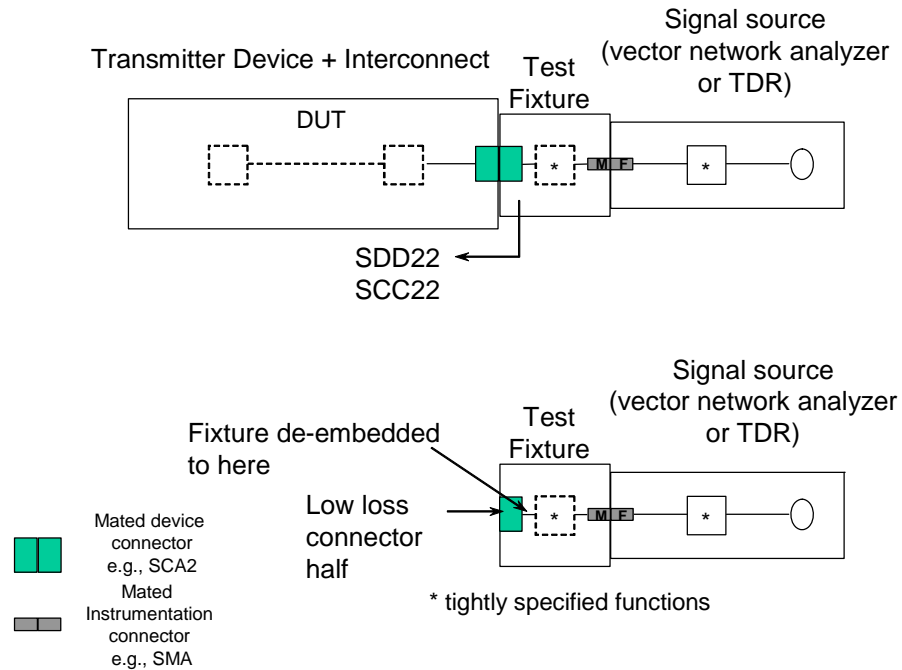 Signal source
(vector network analyzer
or TDR)
Transmitter Device + Interconnect
Test
Fixture
DUT
*
M F
*
SDD22
SCC22
Signal source
(vector network analyzer
or TDR)
Test
Fixture
Fixture de-embedded
to here
*
M F
*
Low loss
connector
half
Mated device
connector
e.g., SCA2
* tightly specified functions
Mated
Instrumentation
connector
e.g., SMA